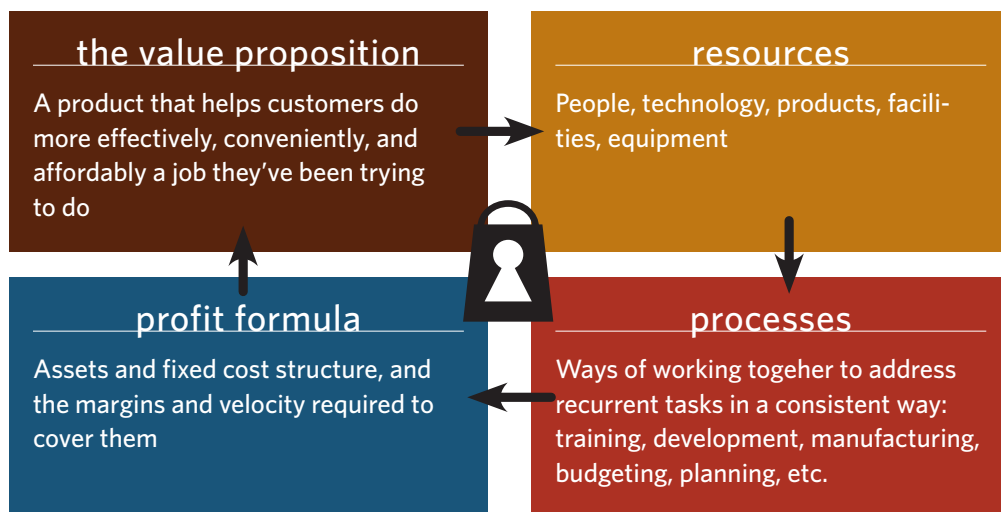 the value proposition
A product that helps customers do
more effectively, conveniently, and
affordably a job they've been trying
to do
resources
People, technology, products, facili-
ties, equipment
profit formula
Assets and fixed cost structure, and
the margins and velocity required to
cover them
processes
Ways of working togeher to address
recurrent tasks in a consistent way:
training, development, manufacturing,
budgeting, planning, etc.